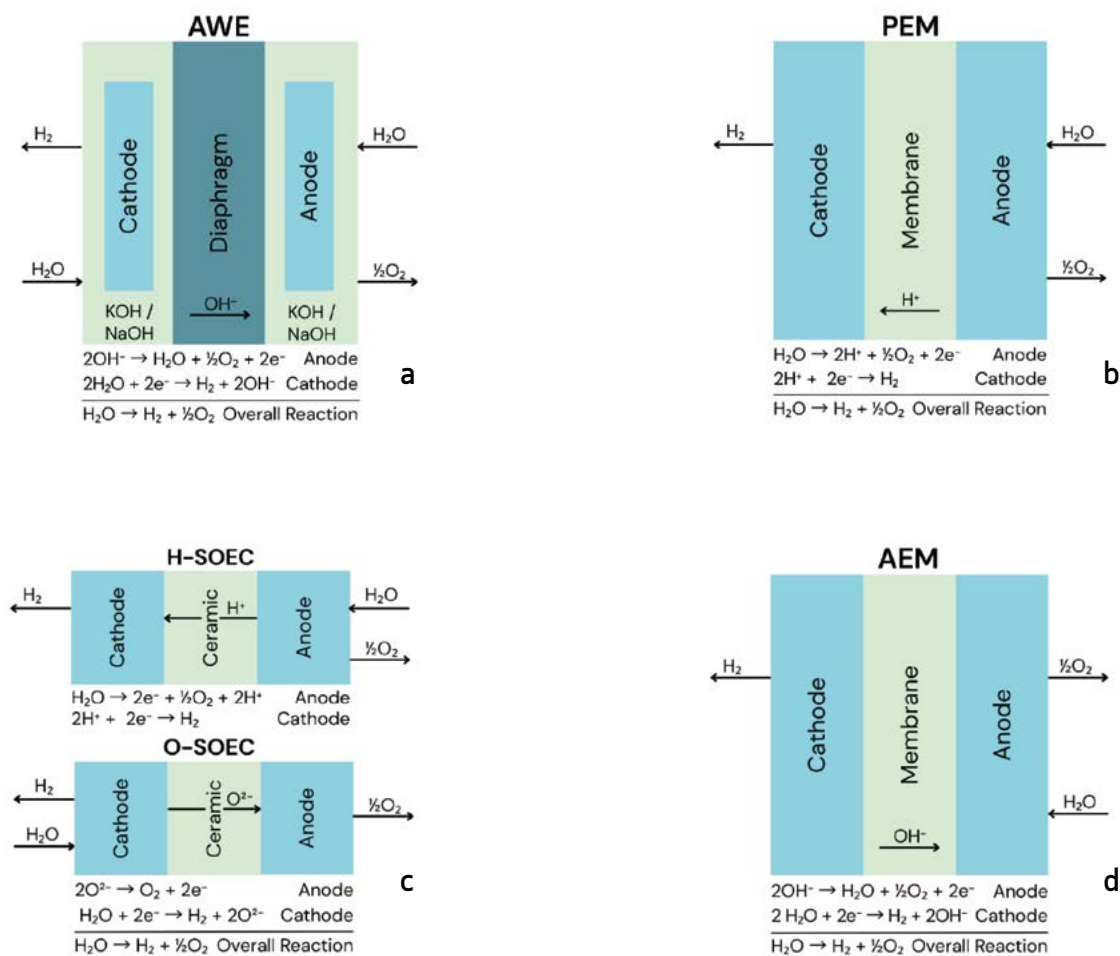 AWE
H₂
H₂O
H₂O
½O₂
Cathode
Diaphragm
Anode
KOH /
NaOH
OH⁻
KOH /
NaOH
2OH⁻ → H₂O + ½O₂ + 2e⁻ Anode
2H₂O + 2e⁻ → H₂ + 2OH⁻ Cathode
H₂O → H₂ + ½O₂ Overall Reaction
a
PEM
H₂
H₂O
½O₂
Cathode
Membrane
Anode
H⁺
H₂O → 2H⁺ + ½O₂ + 2e⁻ Anode
2H⁺ + 2e⁻ → H₂ Cathode
H₂O → H₂ + ½O₂ Overall Reaction
b
H-SOEC
H₂
H₂O
½O₂
Cathode
Ceramic
H⁺
Anode
H₂O → 2e⁻ + ½O₂ + 2H⁺ Anode
2H⁺ + 2e⁻ → H₂ Cathode
O-SOEC
H₂
H₂O
½O₂
Cathode
Ceramic
O²⁻
Anode
2O²⁻ → O₂ + 2e⁻ Anode
H₂O + 2e⁻ → H₂ + 2O²⁻ Cathode
H₂O → H₂ + ½O₂ Overall Reaction
c
AEM
H₂
½O₂
H₂O
Cathode
Membrane
Anode
OH⁻
2OH⁻ → H₂O + ½O₂ + 2e⁻ Anode
2 H₂O + 2e⁻ → H₂ + 2OH⁻ Cathode
H₂O → H₂ + ½O₂ Overall Reaction
d